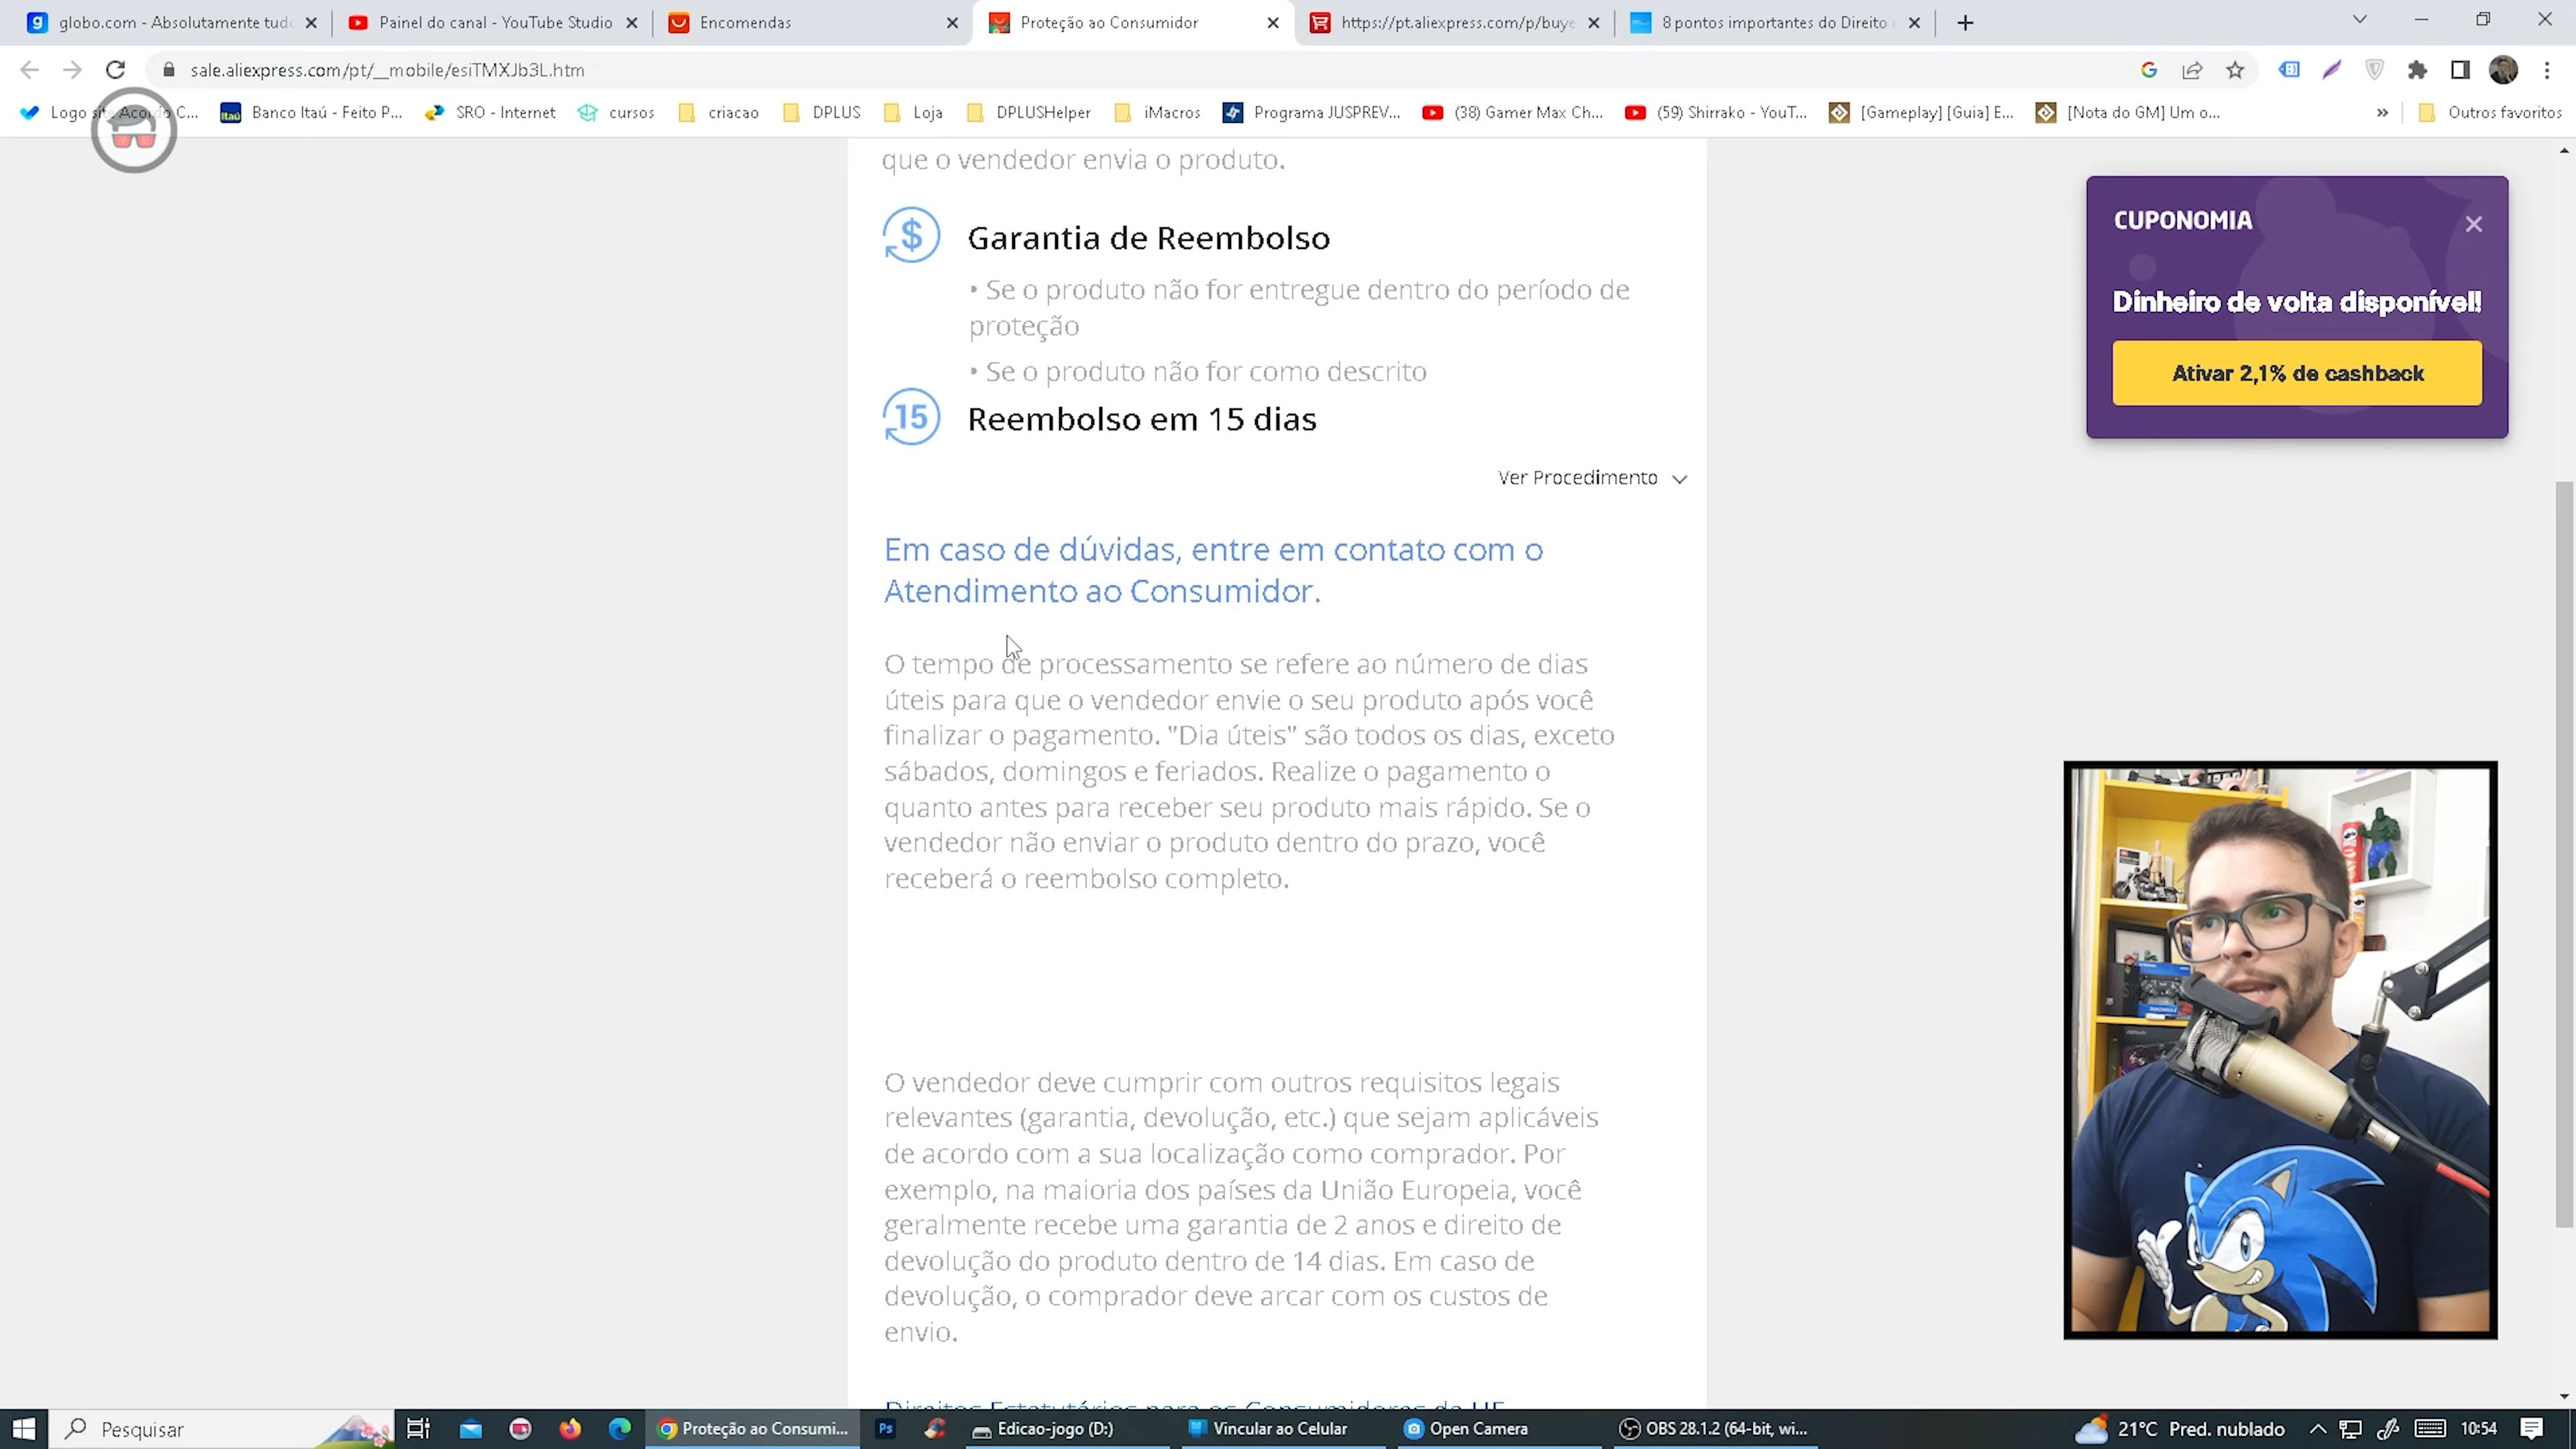 globo.com - Absolutamente tudo
Painel do canal - YouTube Studio
Encomendas
Proteção ao Consumidor
https://pt.aliexpress.com/p/buye
8 pontos importantes do Direito
sale.aliexpress.com/pt/__mobile/esiTMXJb3L.htm
Logo site Acordo C...
Banco Itaú - Feito P...
SRO - Internet
cursos
criacao
DPLUS
Loja
DPLUSHelper
iMacros
Programa JUSPREV...
(38) Gamer Max Ch...
(59) Shirrako - YouT...
[Gameplay] [Guia] E...
[Nota do GM] Um o...
»
Outros favoritos
que o vendedor envia o produto.
$
Garantia de Reembolso
• Se o produto não for entregue dentro do período de
proteção
• Se o produto não for como descrito
15
Reembolso em 15 dias
Ver Procedimento
Em caso de dúvidas, entre em contato com o
Atendimento ao Consumidor.
O tempo de processamento se refere ao número de dias
úteis para que o vendedor envie o seu produto após você
finalizar o pagamento. "Dia úteis" são todos os dias, exceto
sábados, domingos e feriados. Realize o pagamento o
quanto antes para receber seu produto mais rápido. Se o
vendedor não enviar o produto dentro do prazo, você
receberá o reembolso completo.
O vendedor deve cumprir com outros requisitos legais
relevantes (garantia, devolução, etc.) que sejam aplicáveis
de acordo com a sua localização como comprador. Por
exemplo, na maioria dos países da União Europeia, você
geralmente recebe uma garantia de 2 anos e direito de
devolução do produto dentro de 14 dias. Em caso de
devolução, o comprador deve arcar com os custos de
envio.
Direitos Estatutários para os Consumidores da UE
CUPONOMIA
Dinheiro de volta disponível!
Ativar 2,1% de cashback
Pesquisar
Proteção ao Consumi...
Ps
Edicao-jogo (D:)
Vincular ao Celular
Open Camera
OBS 28.1.2 (64-bit, wi...
21°C Pred. nublado
10:54